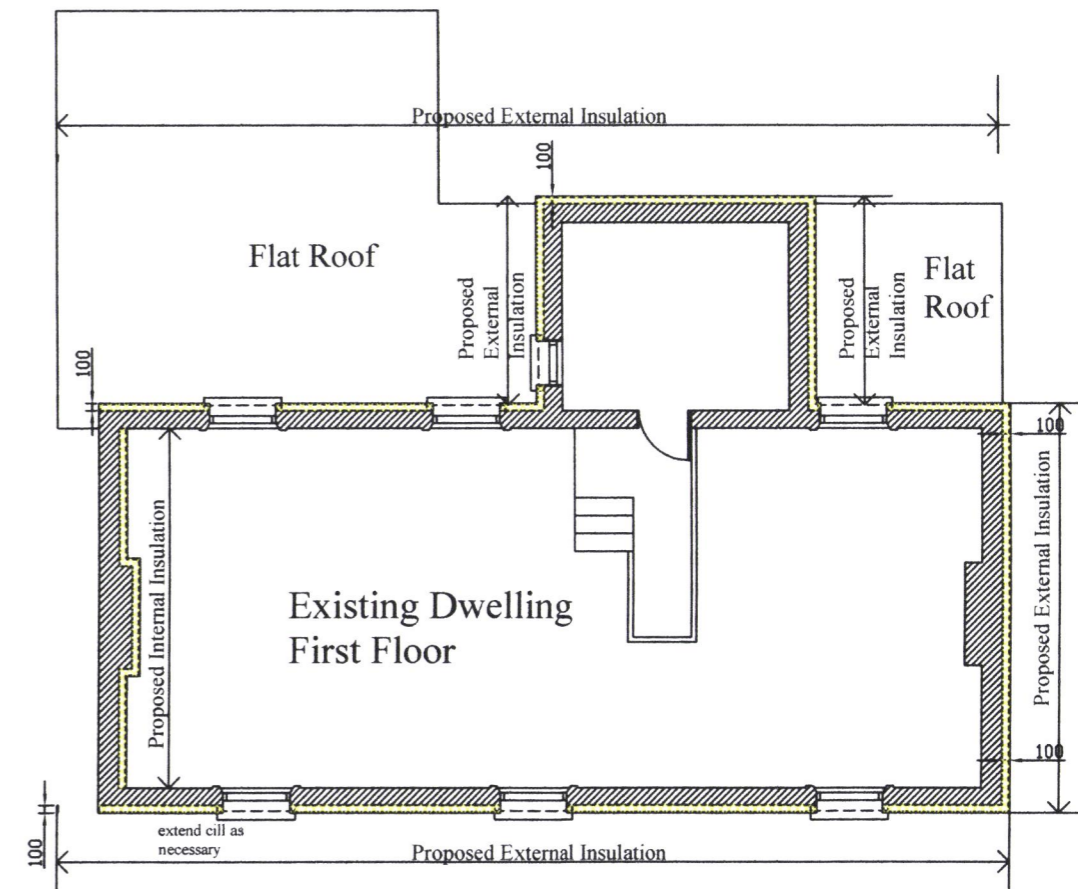 Proposed External Insulation
100
Flat Roof
Proposed
External
Insulation
Proposed
External
Insulation
Flat
Roof
100
100
Proposed Internal Insulation
Existing Dwelling
First Floor
Proposed External Insulation
100
100
extend cill as
necessary
Proposed External Insulation